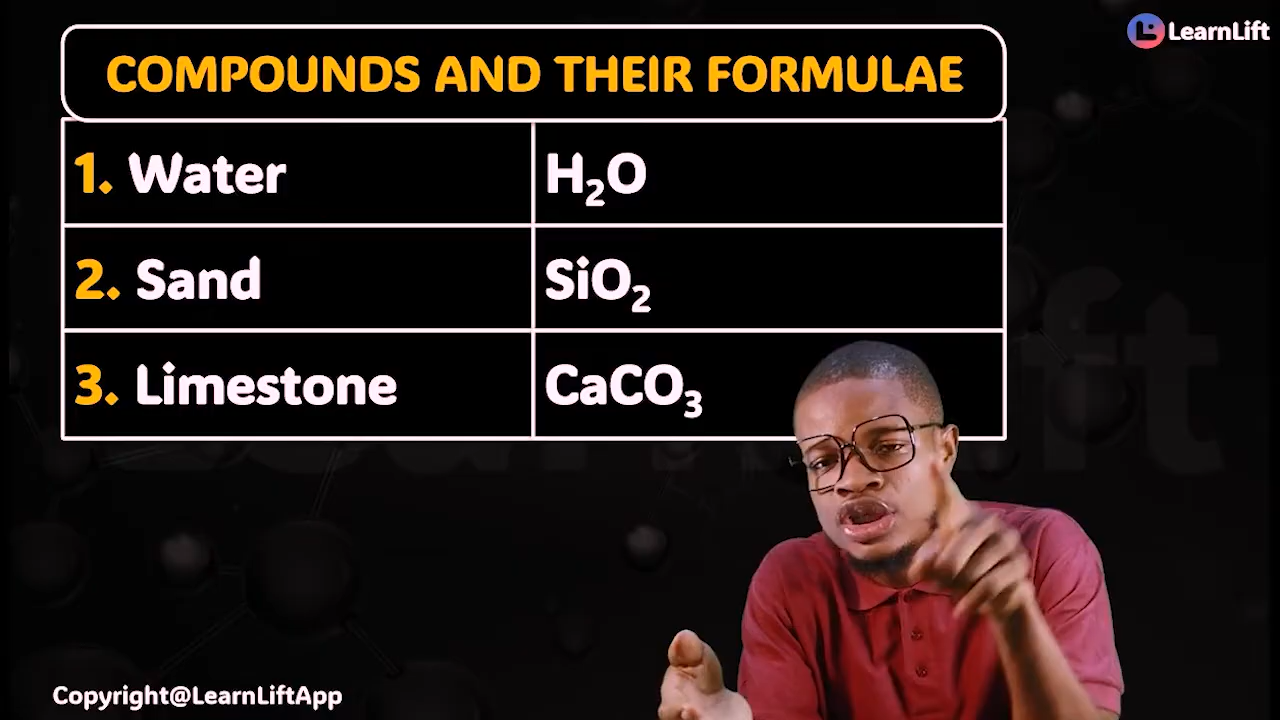 LearnLift
COMPOUNDS AND THEIR FORMULAE
1. Water H₂O
2. Sand SiO₂
3. Limestone CaCO₃
Copyright@LearnLiftApp